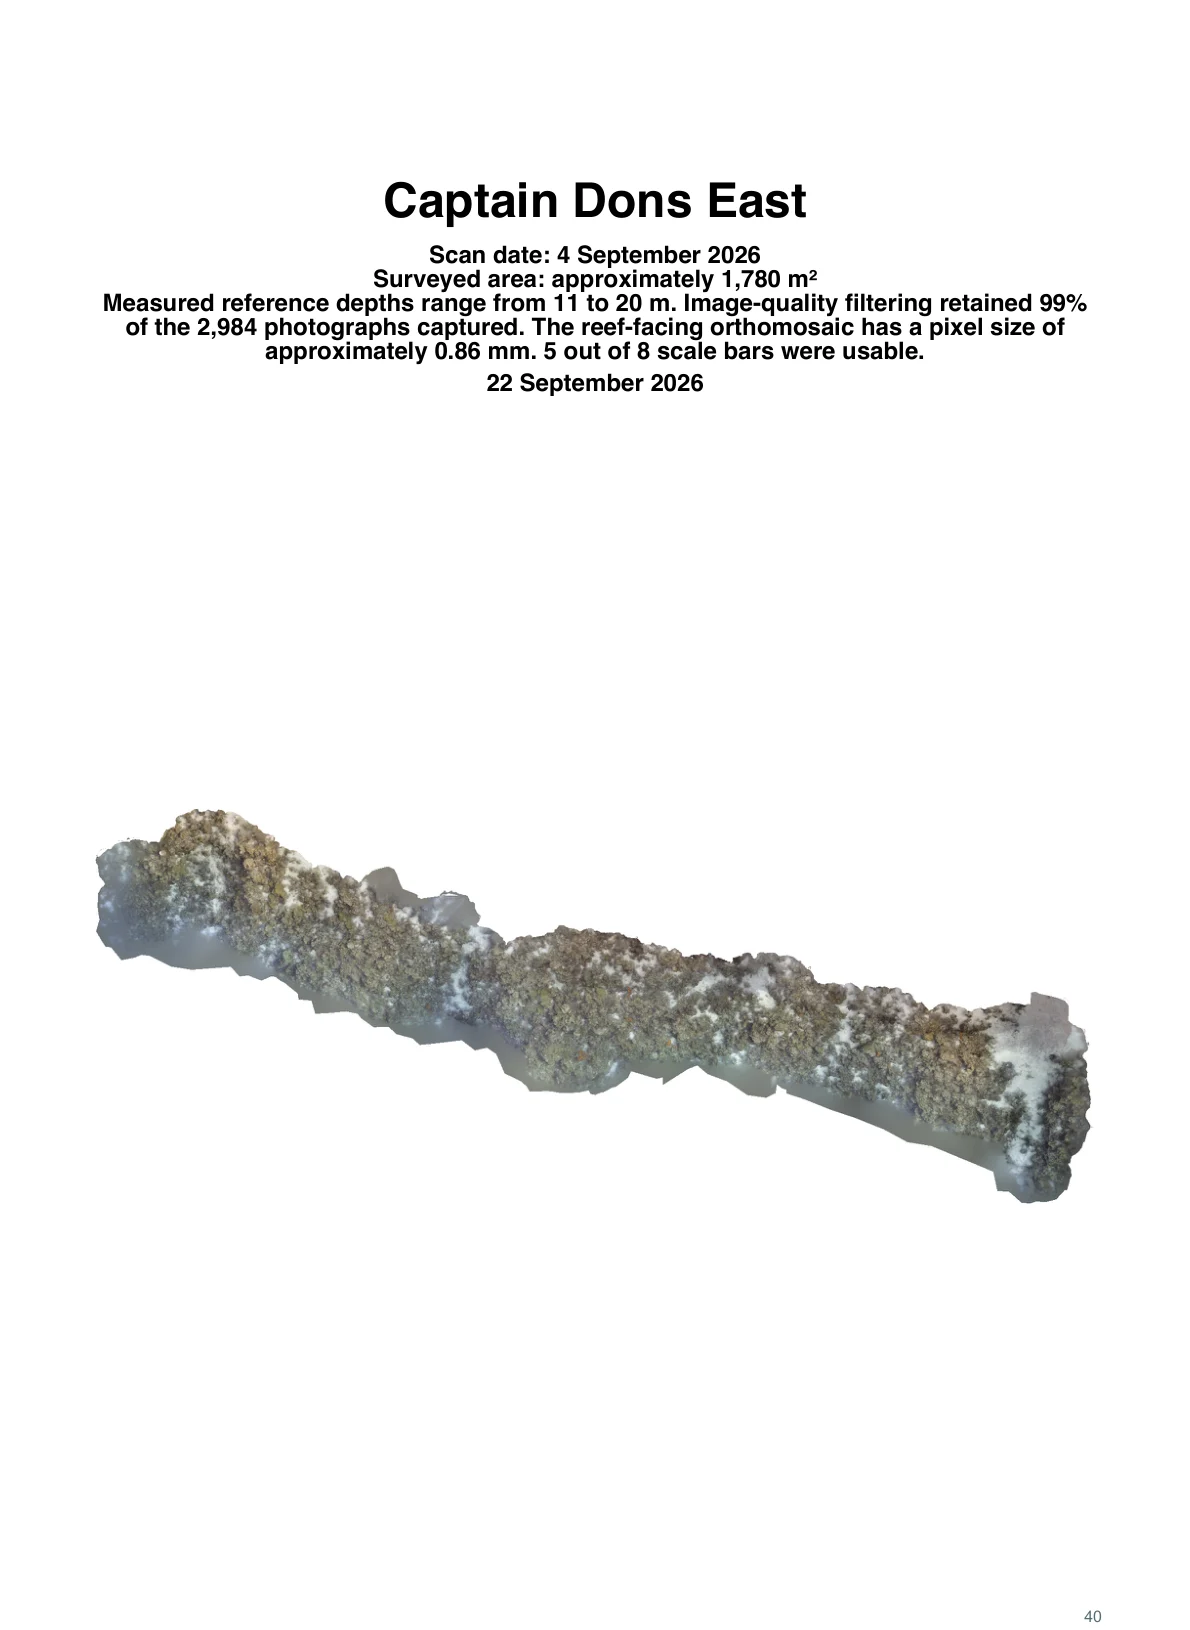 Captain Dons East
Scan date: 4 September 2026
Surveyed area: approximately 1,780 m²
Measured reference depths range from 11 to 20 m. Image-quality filtering retained 99%
of the 2,984 photographs captured. The reef-facing orthomosaic has a pixel size of
approximately 0.86 mm. 5 out of 8 scale bars were usable.
22 September 2026
40